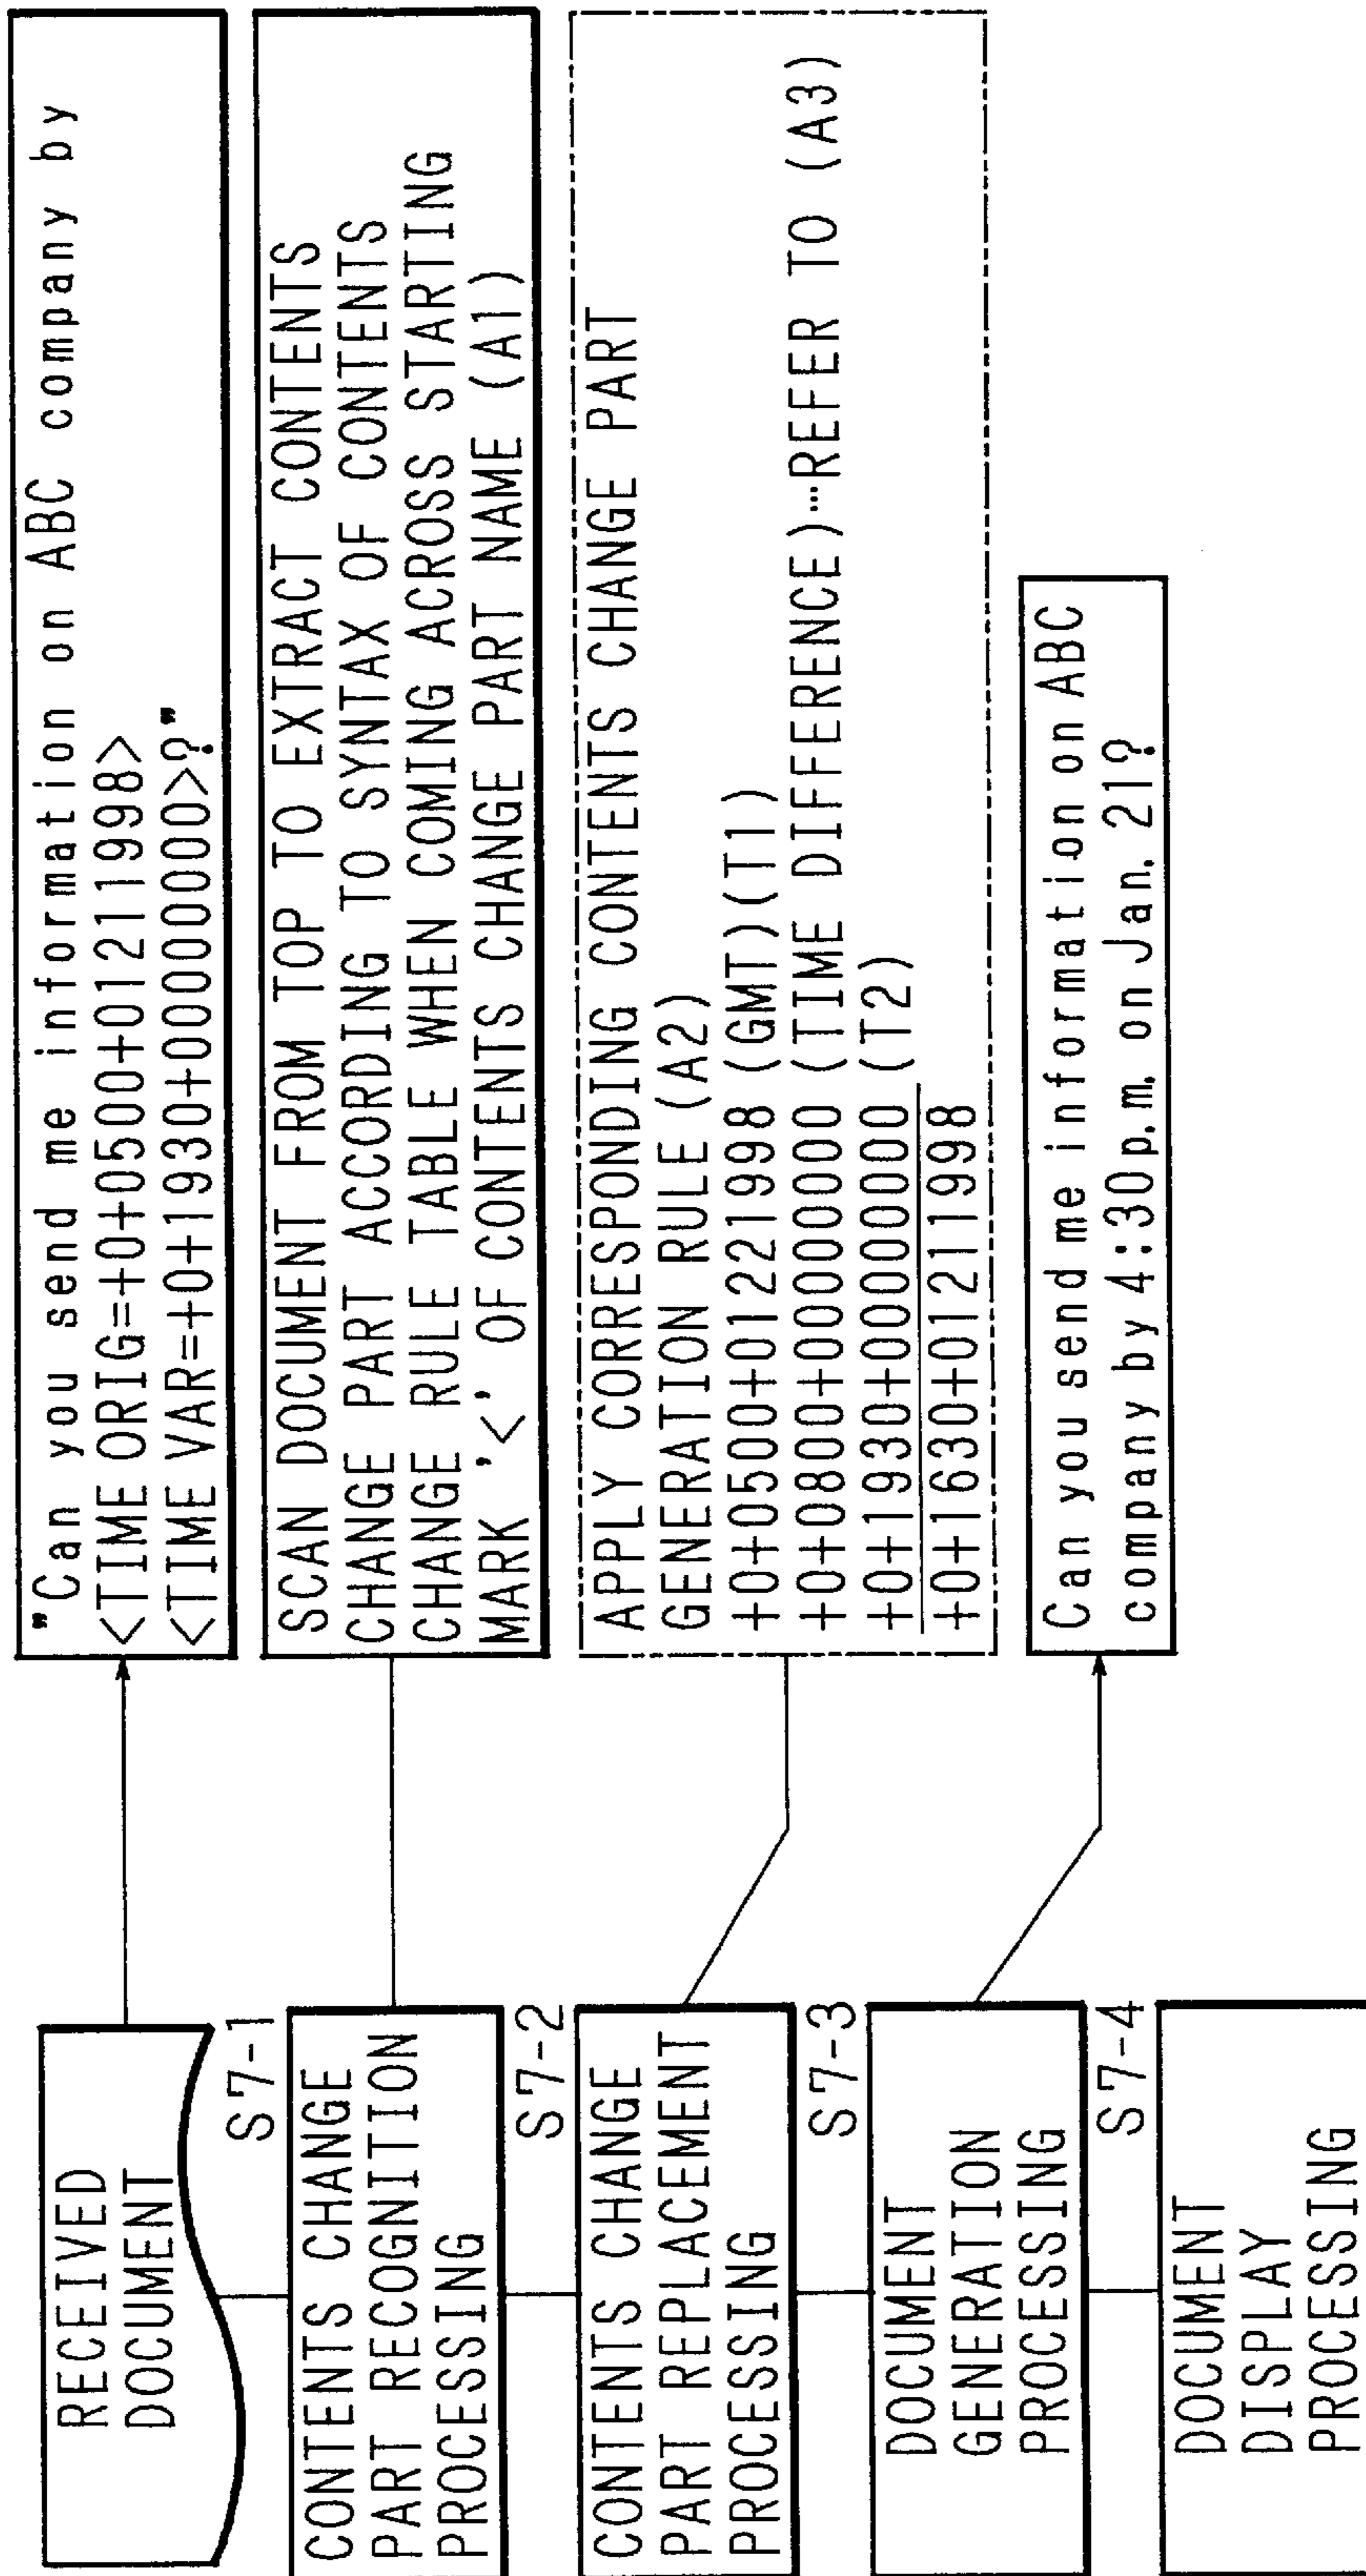 RECEIVED
DOCUMENT
"Can you send me information on ABC company by
<TIME ORIG=+0+0500+01211998>
<TIME VAR=+0+1930+00000000>?"
S7-1
CONTENTS CHANGE
PART RECOGNITION
PROCESSING
SCAN DOCUMENT FROM TOP TO EXTRACT CONTENTS
CHANGE PART ACCORDING TO SYNTAX OF CONTENTS
CHANGE RULE TABLE WHEN COMING ACROSS STARTING
MARK '<' OF CONTENTS CHANGE PART NAME (A1)
S7-2
CONTENTS CHANGE
PART REPLACEMENT
PROCESSING
APPLY CORRESPONDING CONTENTS CHANGE PART
GENERATION RULE (A2)
+0+0500+01221998 (GMT)(T1)
+0+0800+00000000 (TIME DIFFERENCE)…REFER TO (A3)
+0+1930+00000000 (T2)
+0+1630+01211998
S7-3
DOCUMENT
GENERATION
PROCESSING
Can you send me information on ABC
company by 4:30p.m. on Jan. 21?
S7-4
DOCUMENT
DISPLAY
PROCESSING